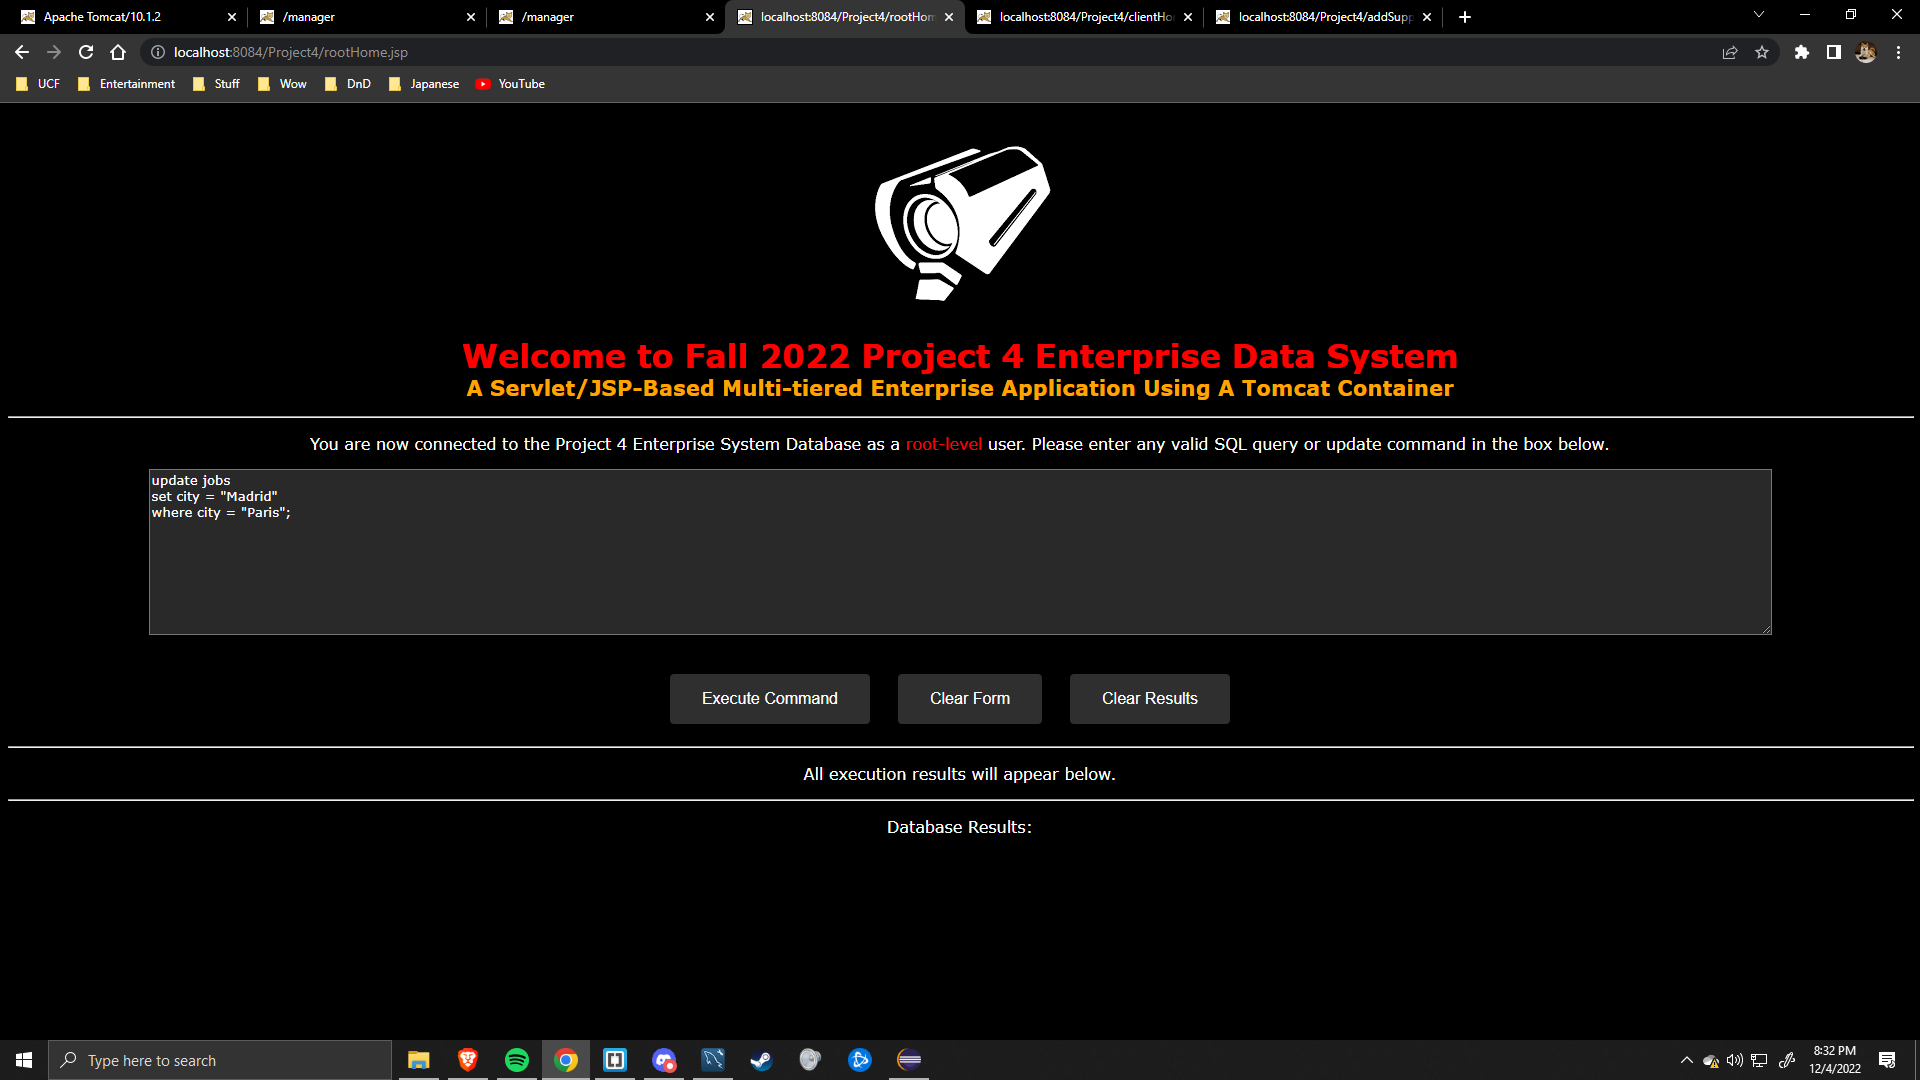 Apache Tomcat/10.1.2
/manager
/manager
localhost:8084/Project4/rootHom
localhost:8084/Project4/clientHo
localhost:8084/Project4/addSupp
localhost:8084/Project4/rootHome.jsp
UCF
Entertainment
Stuff
Wow
DnD
Japanese
YouTube
Welcome to Fall 2022 Project 4 Enterprise Data System
A Servlet/JSP-Based Multi-tiered Enterprise Application Using A Tomcat Container
You are now connected to the Project 4 Enterprise System Database as a root-level user. Please enter any valid SQL query or update command in the box below.
update jobs
set city = "Madrid"
where city = "Paris";
Execute Command
Clear Form
Clear Results
All execution results will appear below.
Database Results:
Type here to search
8:32 PM
12/4/2022